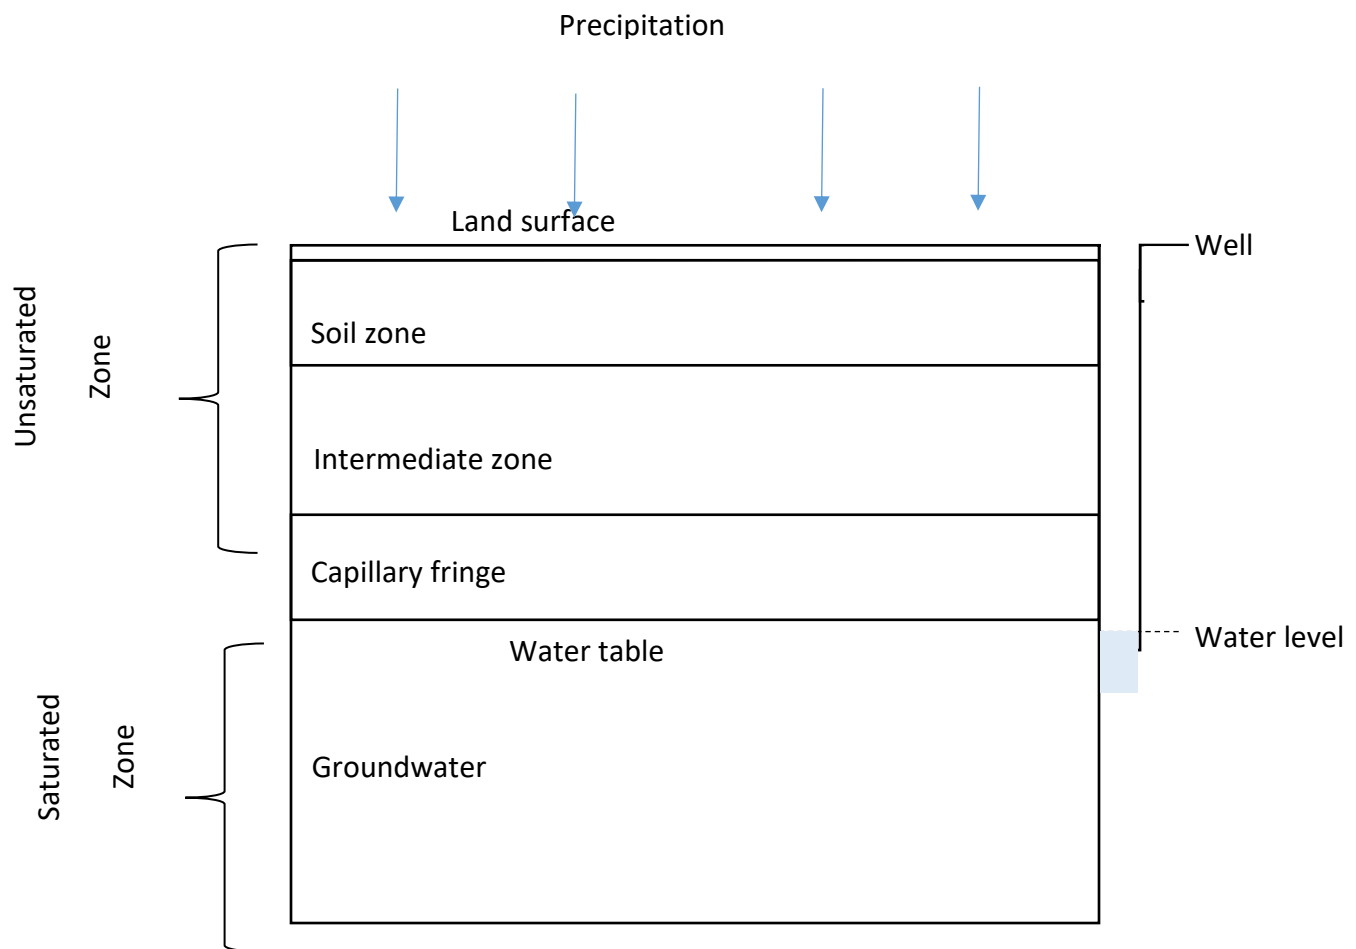 Precipitation
Land surface
Well
Unsaturated
Zone
Soil zone
Intermediate zone
Capillary fringe
Water level
Water table
Saturated
Zone
Groundwater